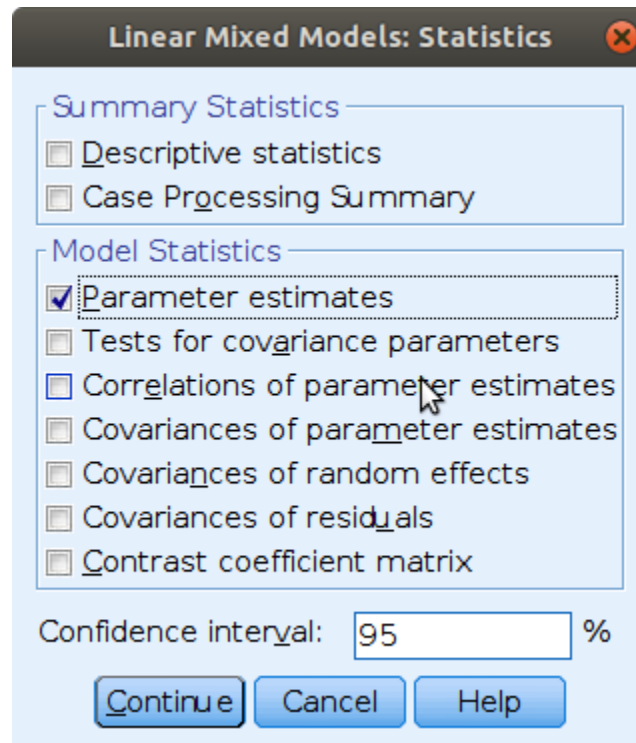 Linear Mixed Models: Statistics
Summary Statistics
Descriptive statistics
Case Processing Summary
Model Statistics
Parameter estimates
Tests for covariance parameters
Correlations of parameter estimates
Covariances of parameter estimates
Covariances of random effects
Covariances of residuals
Contrast coefficient matrix
Confidence interval: 95 %
Continue Cancel Help